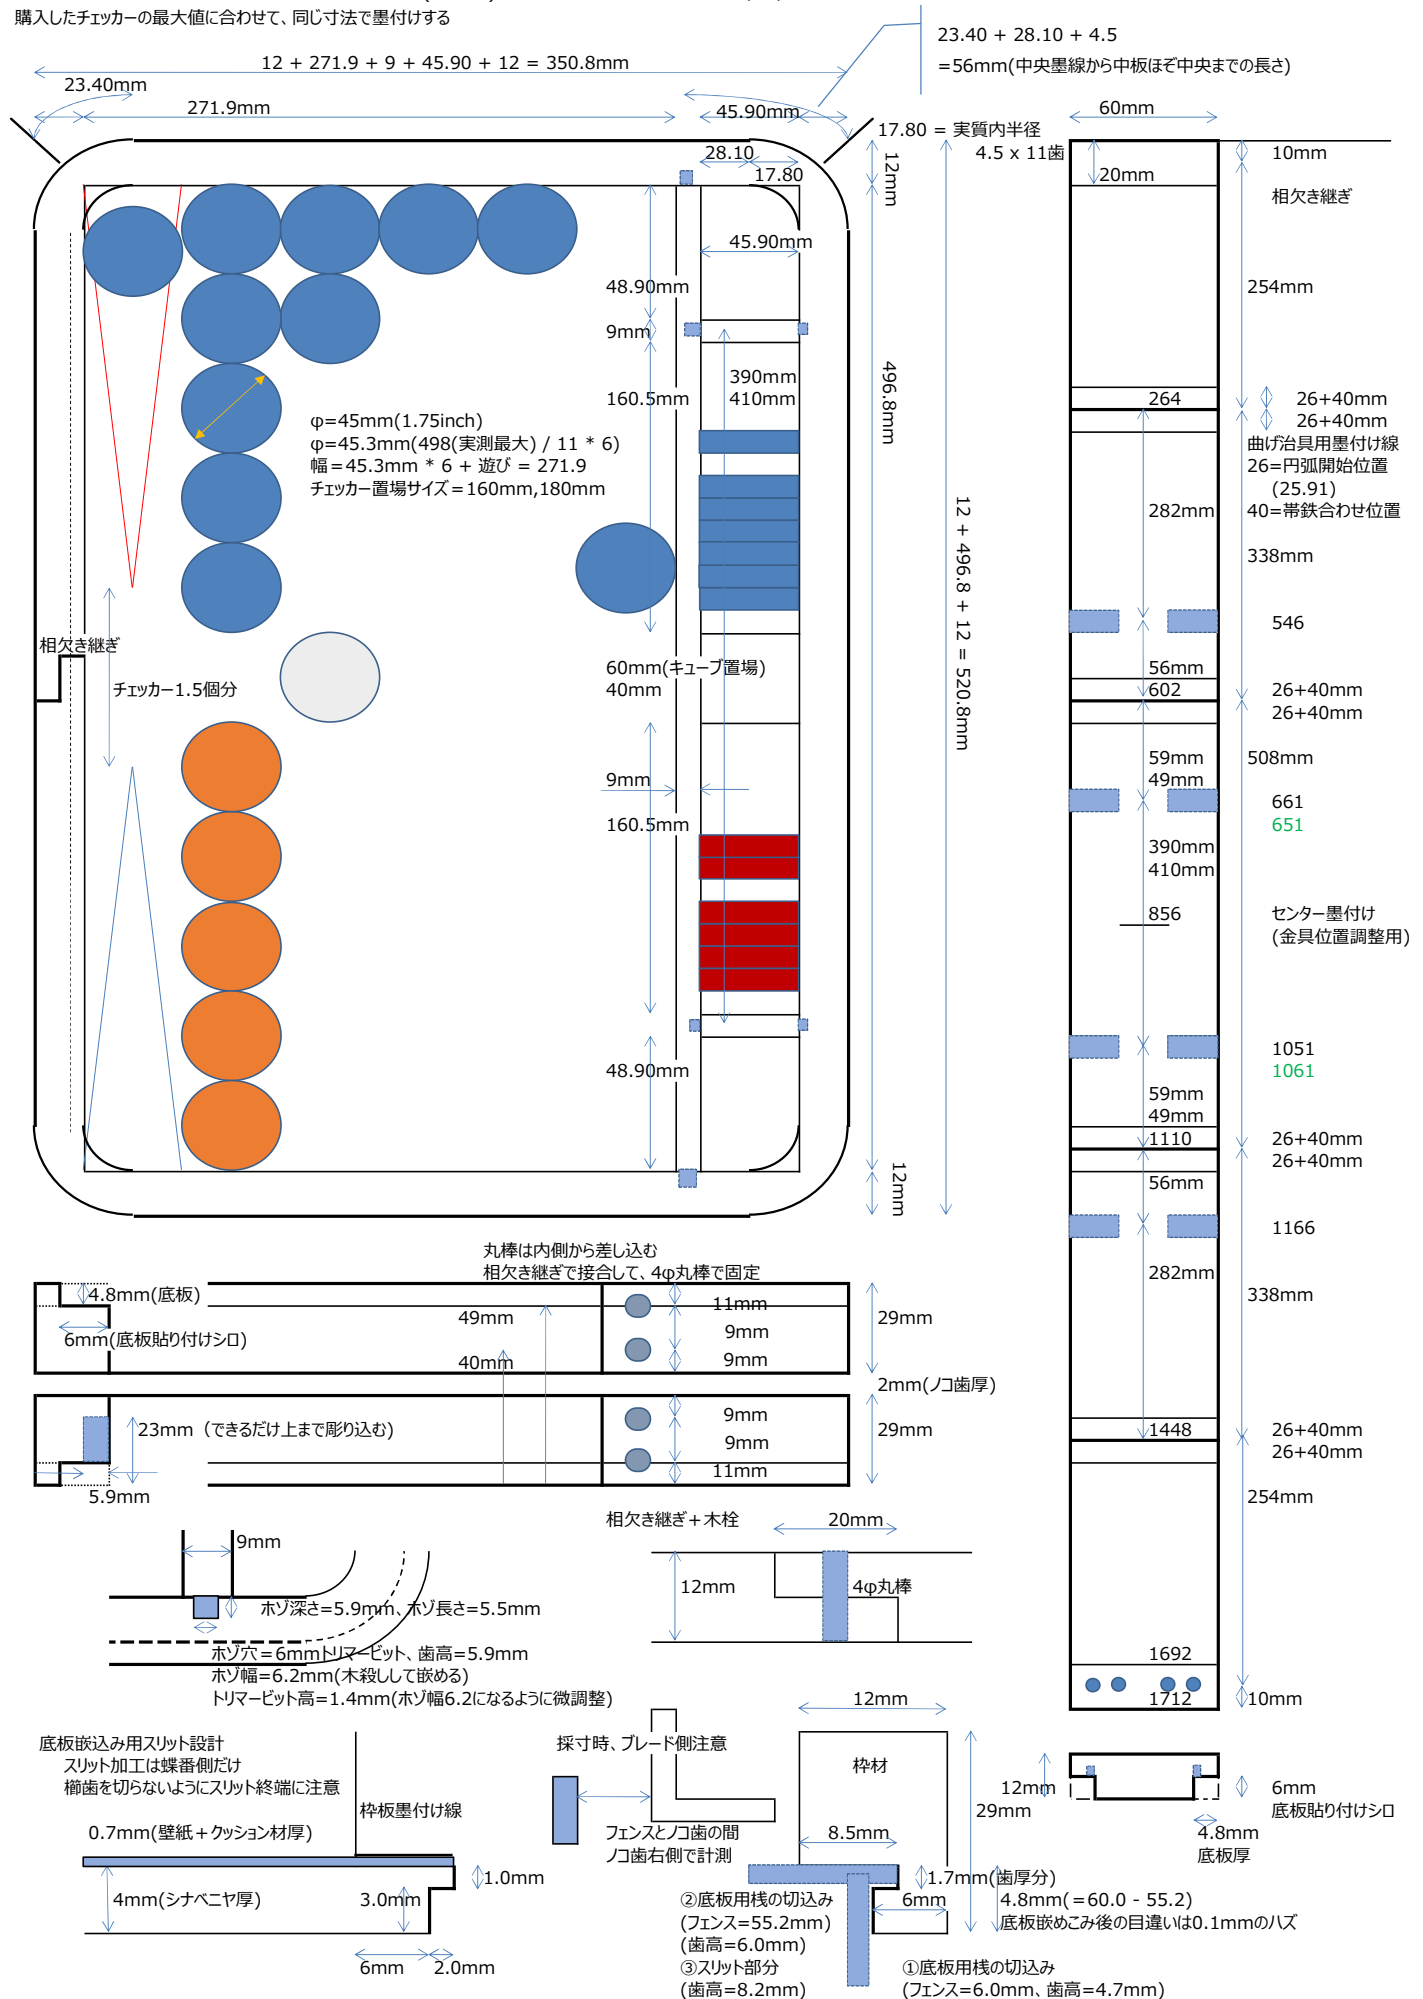 購入したチェッカーの最大値に合わせて、同じ寸法で墨付けする
23.40 + 28.10 + 4.5
=56mm(中央墨線から中板ほぞ中央までの長さ)
12 + 271.9 + 9 + 45.90 + 12 = 350.8mm
23.40mm
271.9mm
45.90mm
60mm
17.80 = 実質内半径
4.5 x 11歯
28.10
17.80
12mm
10mm
20mm
相欠き継ぎ
45.90mm
48.90mm
254mm
9mm
390mm
410mm
160.5mm
496.8mm
264
26+40mm
26+40mm
φ=45mm(1.75inch)
φ=45.3mm(498(実測最大) / 11 * 6)
幅=45.3mm * 6 + 遊び = 271.9
チェッカー置場サイズ=160mm,180mm
曲げ治具用墨付け線
26=円弧開始位置
(25.91)
40=帯鉄合わせ位置
282mm
12 + 496.8 + 12 = 520.8mm
338mm
546
相欠き継ぎ
60mm(キューブ置場)
40mm
56mm
602
26+40mm
26+40mm
チェッカー1.5個分
9mm
59mm
49mm
508mm
661
651
160.5mm
390mm
410mm
856
センター墨付け
(金具位置調整用)
48.90mm
1051
1061
59mm
49mm
1110
26+40mm
26+40mm
12mm
56mm
1166
丸棒は内側から差し込む
相欠き継ぎで接合して、4φ丸棒で固定
282mm
338mm
4.8mm(底板)
49mm
11mm
29mm
6mm(底板貼り付けシロ)
9mm
40mm
9mm
2mm(ノコ歯厚)
9mm
23mm（できるだけ上まで彫り込む)
9mm
29mm
1448
26+40mm
26+40mm
11mm
5.9mm
254mm
相欠き継ぎ＋木栓
20mm
9mm
12mm
4φ丸棒
ホゾ深さ=5.9mm、ホゾ長さ=5.5mm
ホゾ穴＝6mmトリマービット、歯高=5.9mm
ホゾ幅=6.2mm(木殺しして嵌める)
トリマービット高=1.4mm(ホゾ幅6.2になるように微調整)
1692
1712
10mm
12mm
底板嵌込み用スリット設計
スリット加工は蝶番側だけ
櫛歯を切らないようにスリット終端に注意
採寸時、ブレード側注意
枠材
12mm
6mm
底板貼り付けシロ
枠板墨付け線
29mm
0.7mm(壁紙＋クッション材厚)
フェンスとノコ歯の間
ノコ歯右側で計測
8.5mm
4.8mm
底板厚
1.0mm
1.7mm(歯厚分)
4mm(シナベニヤ厚)
3.0mm
②底板用桟の切込み
(フェンス=55.2mm)
(歯高=6.0mm)
③スリット部分
(歯高=8.2mm)
6mm
4.8mm(＝60.0 - 55.2)
底板嵌めこみ後の目違いは0.1mmのハズ
6mm
2.0mm
①底板用桟の切込み
(フェンス=6.0mm、歯高=4.7mm)